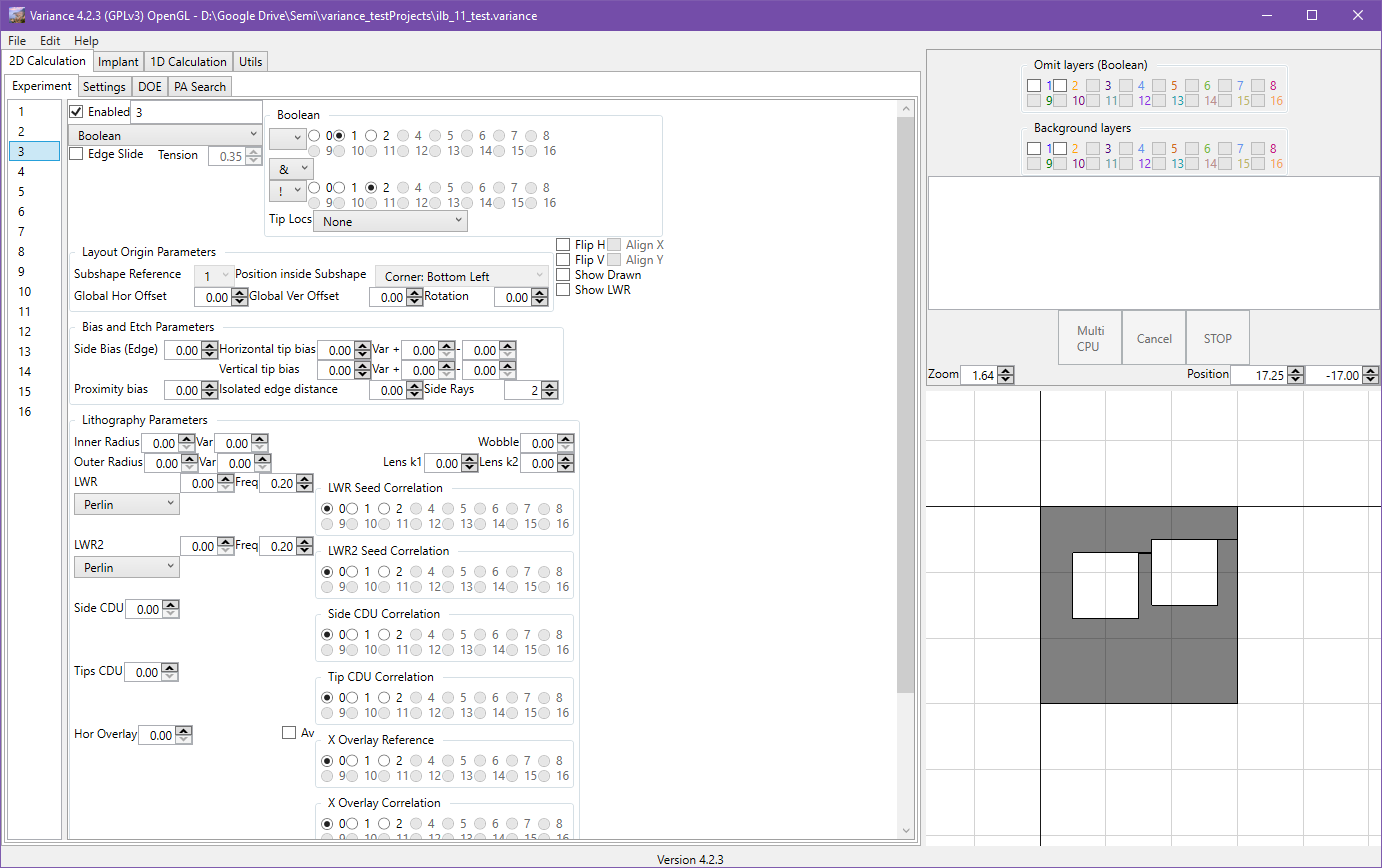 Variance 4.2.3 (GPLv3) OpenGL - D:\Google Drive\Semi\variance_testProjects\ilb_11_test.variance
File Edit Help
2D Calculation Implant 1D Calculation Utils
Experiment Settings DOE PA Search
1
2
3
4
5
6
7
8
9
10
11
12
13
14
15
16
Enabled 3
Boolean
Edge Slide Tension 0.35
Boolean
0 1 2 4 5 6 7 8
9 10 11 12 13 14 15 16
&
! 0 1 2 4 5 6 7 8
9 10 11 12 13 14 15 16
Tip Locs None
Layout Origin Parameters
Subshape Reference 1 Position inside Subshape Corner: Bottom Left
Global Hor Offset 0.00 Global Ver Offset 0.00 Rotation 0.00
Flip H Align X
Flip V Align Y
Show Drawn
Show LWR
Bias and Etch Parameters
Side Bias (Edge) 0.00 Horizontal tip bias 0.00 Var + 0.00 - 0.00
Vertical tip bias 0.00 Var + 0.00 - 0.00
Proximity bias 0.00 Isolated edge distance 0.00 Side Rays 2
Lithography Parameters
Inner Radius 0.00 Var 0.00 Wobble 0.00
Outer Radius 0.00 Var 0.00 Lens k1 0.00 Lens k2 0.00
LWR 0.00 Freq 0.20
Perlin
LWR Seed Correlation
0 1 2 4 5 6 7 8
9 10 11 12 13 14 15 16
LWR2 0.00 Freq 0.20
Perlin
LWR2 Seed Correlation
0 1 2 4 5 6 7 8
9 10 11 12 13 14 15 16
Side CDU 0.00
Side CDU Correlation
0 1 2 4 5 6 7 8
9 10 11 12 13 14 15 16
Tips CDU 0.00
Tip CDU Correlation
0 1 2 4 5 6 7 8
9 10 11 12 13 14 15 16
Hor Overlay 0.00 Av
X Overlay Reference
0 1 2 4 5 6 7 8
9 10 11 12 13 14 15 16
X Overlay Correlation
0 1 2 4 5 6 7 8
9 10 11 12 13 14 15 16
Omit layers (Boolean)
1 2 3 4 5 6 7 8
9 10 11 12 13 14 15 16
Background layers
1 2 3 4 5 6 7 8
9 10 11 12 13 14 15 16
Multi
CPU
Cancel
STOP
Zoom 1.64 Position 17.25 -17.00
Version 4.2.3